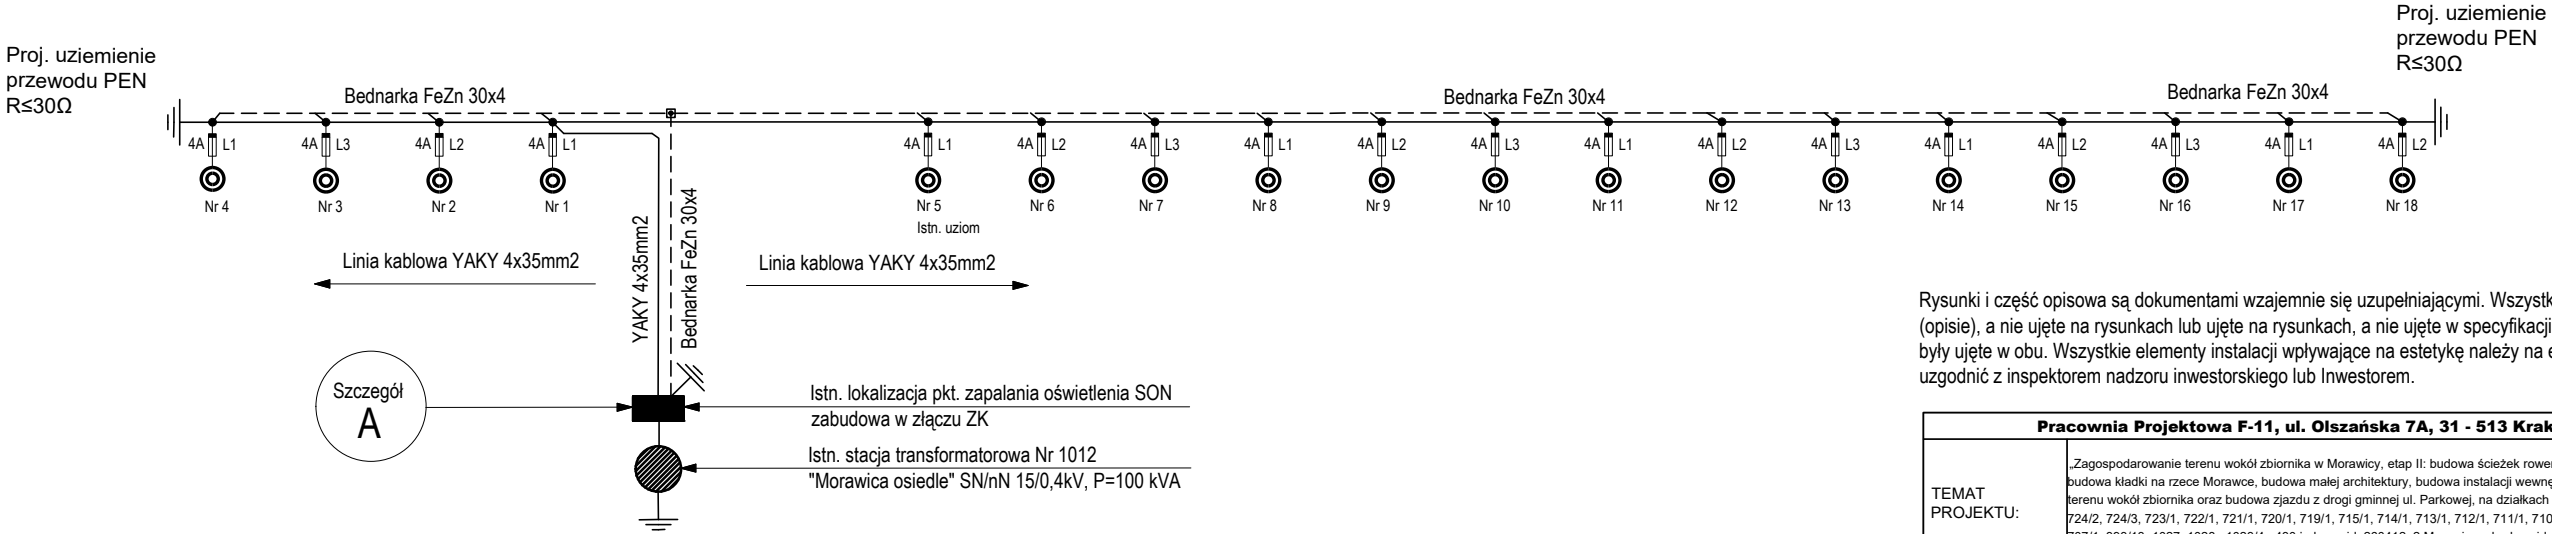 Proj. uziemienie
przewodu PEN
R≤30Ω
Proj. uziemienie
przewodu PEN
R≤30Ω
Bednarka FeZn 30x4
Bednarka FeZn 30x4
Bednarka FeZn 30x4
4A L1
4A L3
4A L2
4A L1
4A L1
4A L2
4A L3
4A L1
4A L2
4A L3
4A L1
4A L2
4A L3
4A L1
4A L2
4A L3
4A L1
4A L2
Nr 4
Nr 3
Nr 2
Nr 1
Nr 5
Nr 6
Nr 7
Nr 8
Nr 9
Nr 10
Nr 11
Nr 12
Nr 13
Nr 14
Nr 15
Nr 16
Nr 17
Nr 18
Istn. uziom
Linia kablowa YAKY 4x35mm2
YAKY 4x35mm2
Bednarka FeZn 30x4
Linia kablowa YAKY 4x35mm2
Szczegół
A
Istn. lokalizacja pkt. zapalania oświetlenia SON
zabudowa w złączu ZK
Istn. stacja transformatorowa Nr 1012
"Morawica osiedle" SN/nN 15/0,4kV, P=100 kVA
Rysunki i część opisowa są dokumentami wzajemnie się uzupełniającymi.
(opisie), a nie ujęte na rysunkach lub ujęte na rysunkach, a nie ujęte w specyfikacji
były ujęte w obu. Wszystkie elementy instalacji wpływające na estetykę należy na
uzgodnić z inspektorem nadzoru inwestorskiego lub Inwestorem.
Pracownia Projektowa F-11, ul. Olszańska 7A, 31 - 513
TEMAT
PROJEKTU:
„Zagospodarowanie terenu wokół zbiornika w Morawicy, etap II: budowa ścieżek
budowa kładki na rzece Morawce, budowa małej architektury, budowa instalacji
terenu wokół zbiornika oraz budowa zjazdu z drogi gminnej ul. Parkowej, na działkach
724/2, 724/3, 723/1, 722/1, 721/1, 720/1, 719/1, 715/1, 714/1, 713/1, 712/1, 711/1,